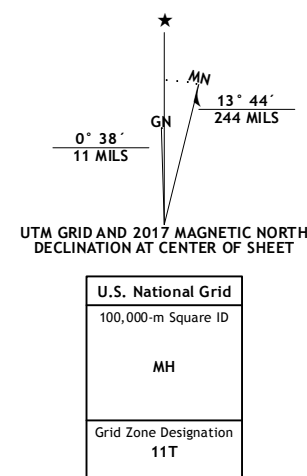 MN
GN
13° 44´
244 MILS
0° 38´
11 MILS
UTM GRID AND 2017 MAGNETIC NORTH
DECLINATION AT CENTER OF SHEET
U.S. National Grid
100,000-m Square ID
MH
Grid Zone Designation
11T